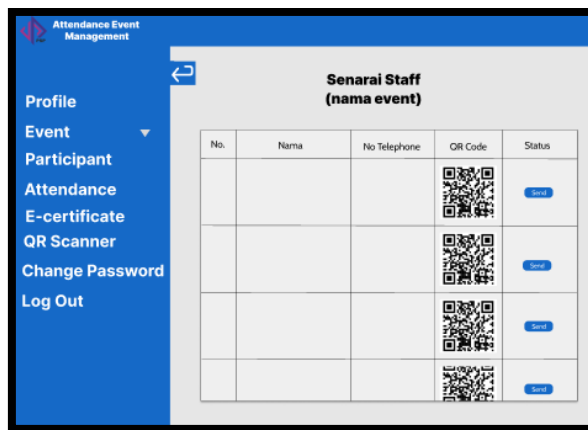 Attendance Event
Management
Profile
Event
Participant
Attendance
E-certificate
QR Scanner
Change Password
Log Out
Senarai Staff
(nama event)
No. Nama No Telephone QR Code Status
Send
Send
Send
Send